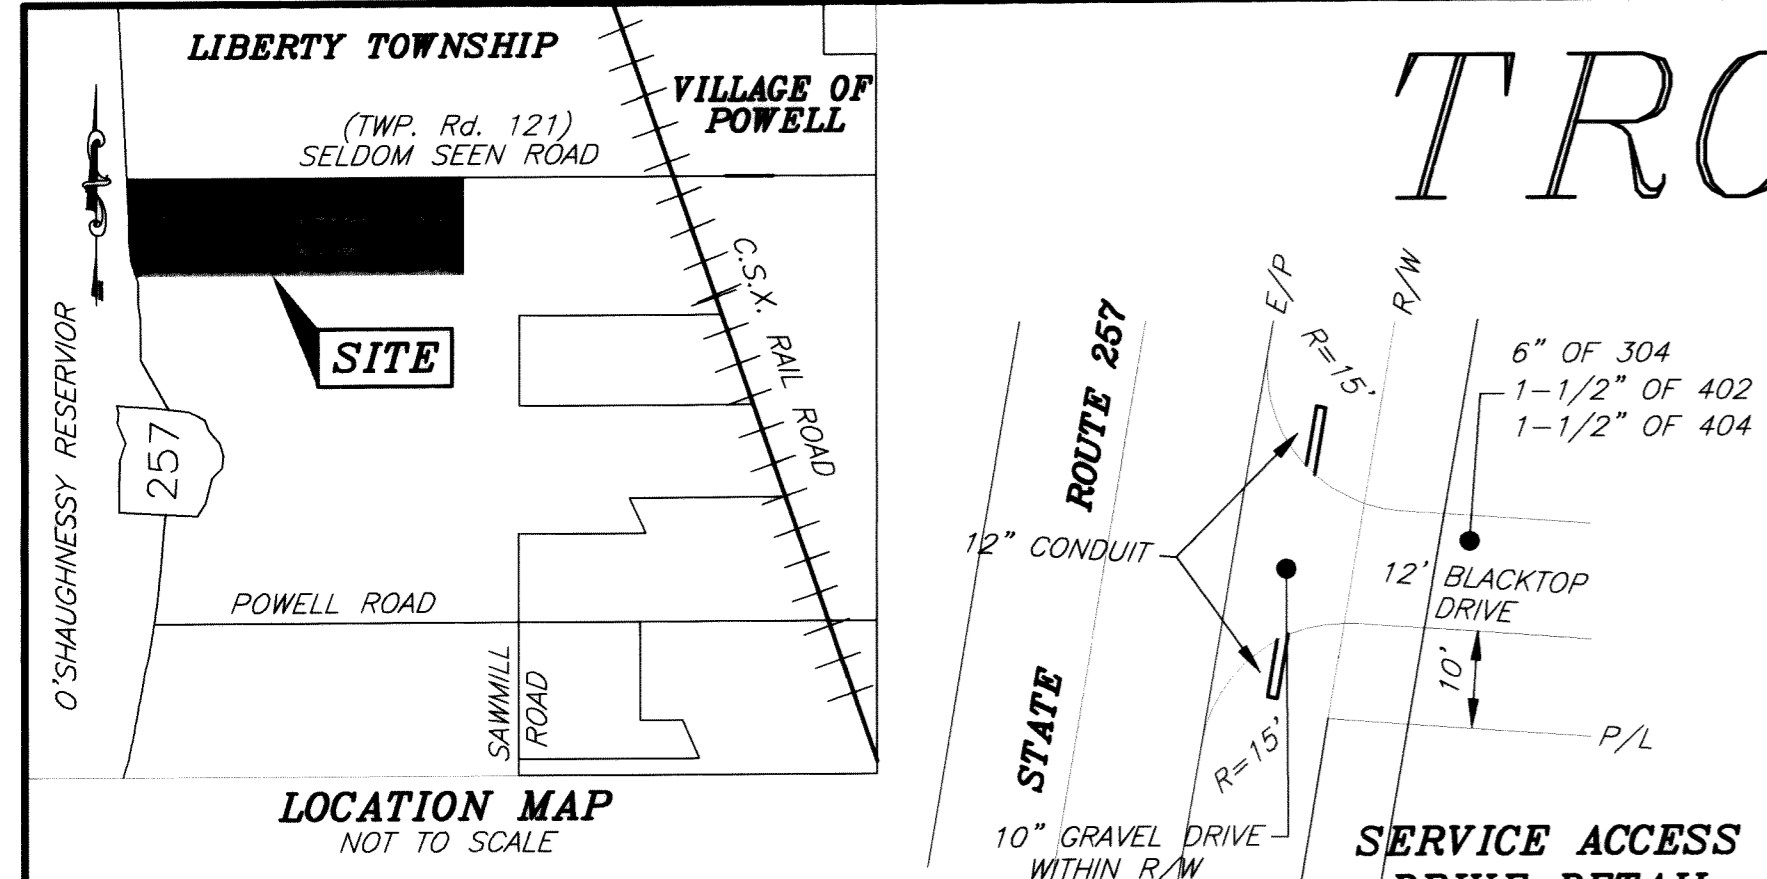 LIBERTY TOWNSHIP
VILLAGE OF
POWELL
(TWP. Rd. 121)
SELDOM SEEN ROAD
C.S.X. RAIL ROAD
SITE
O'SHAUGHNESSY RESERVIOR
257
POWELL ROAD
SAWMILL
ROAD
LOCATION MAP
NOT TO SCALE
E/P
R/W
R=15'
STATE ROUTE 257
6" OF 304
1-1/2" OF 402
1-1/2" OF 404
12" CONDUIT
12' BLACKTOP
DRIVE
10'
P/L
R=15'
10" GRAVEL DRIVE
WITHIN R/W
SERVICE ACCESS
DRIVE DETAIL